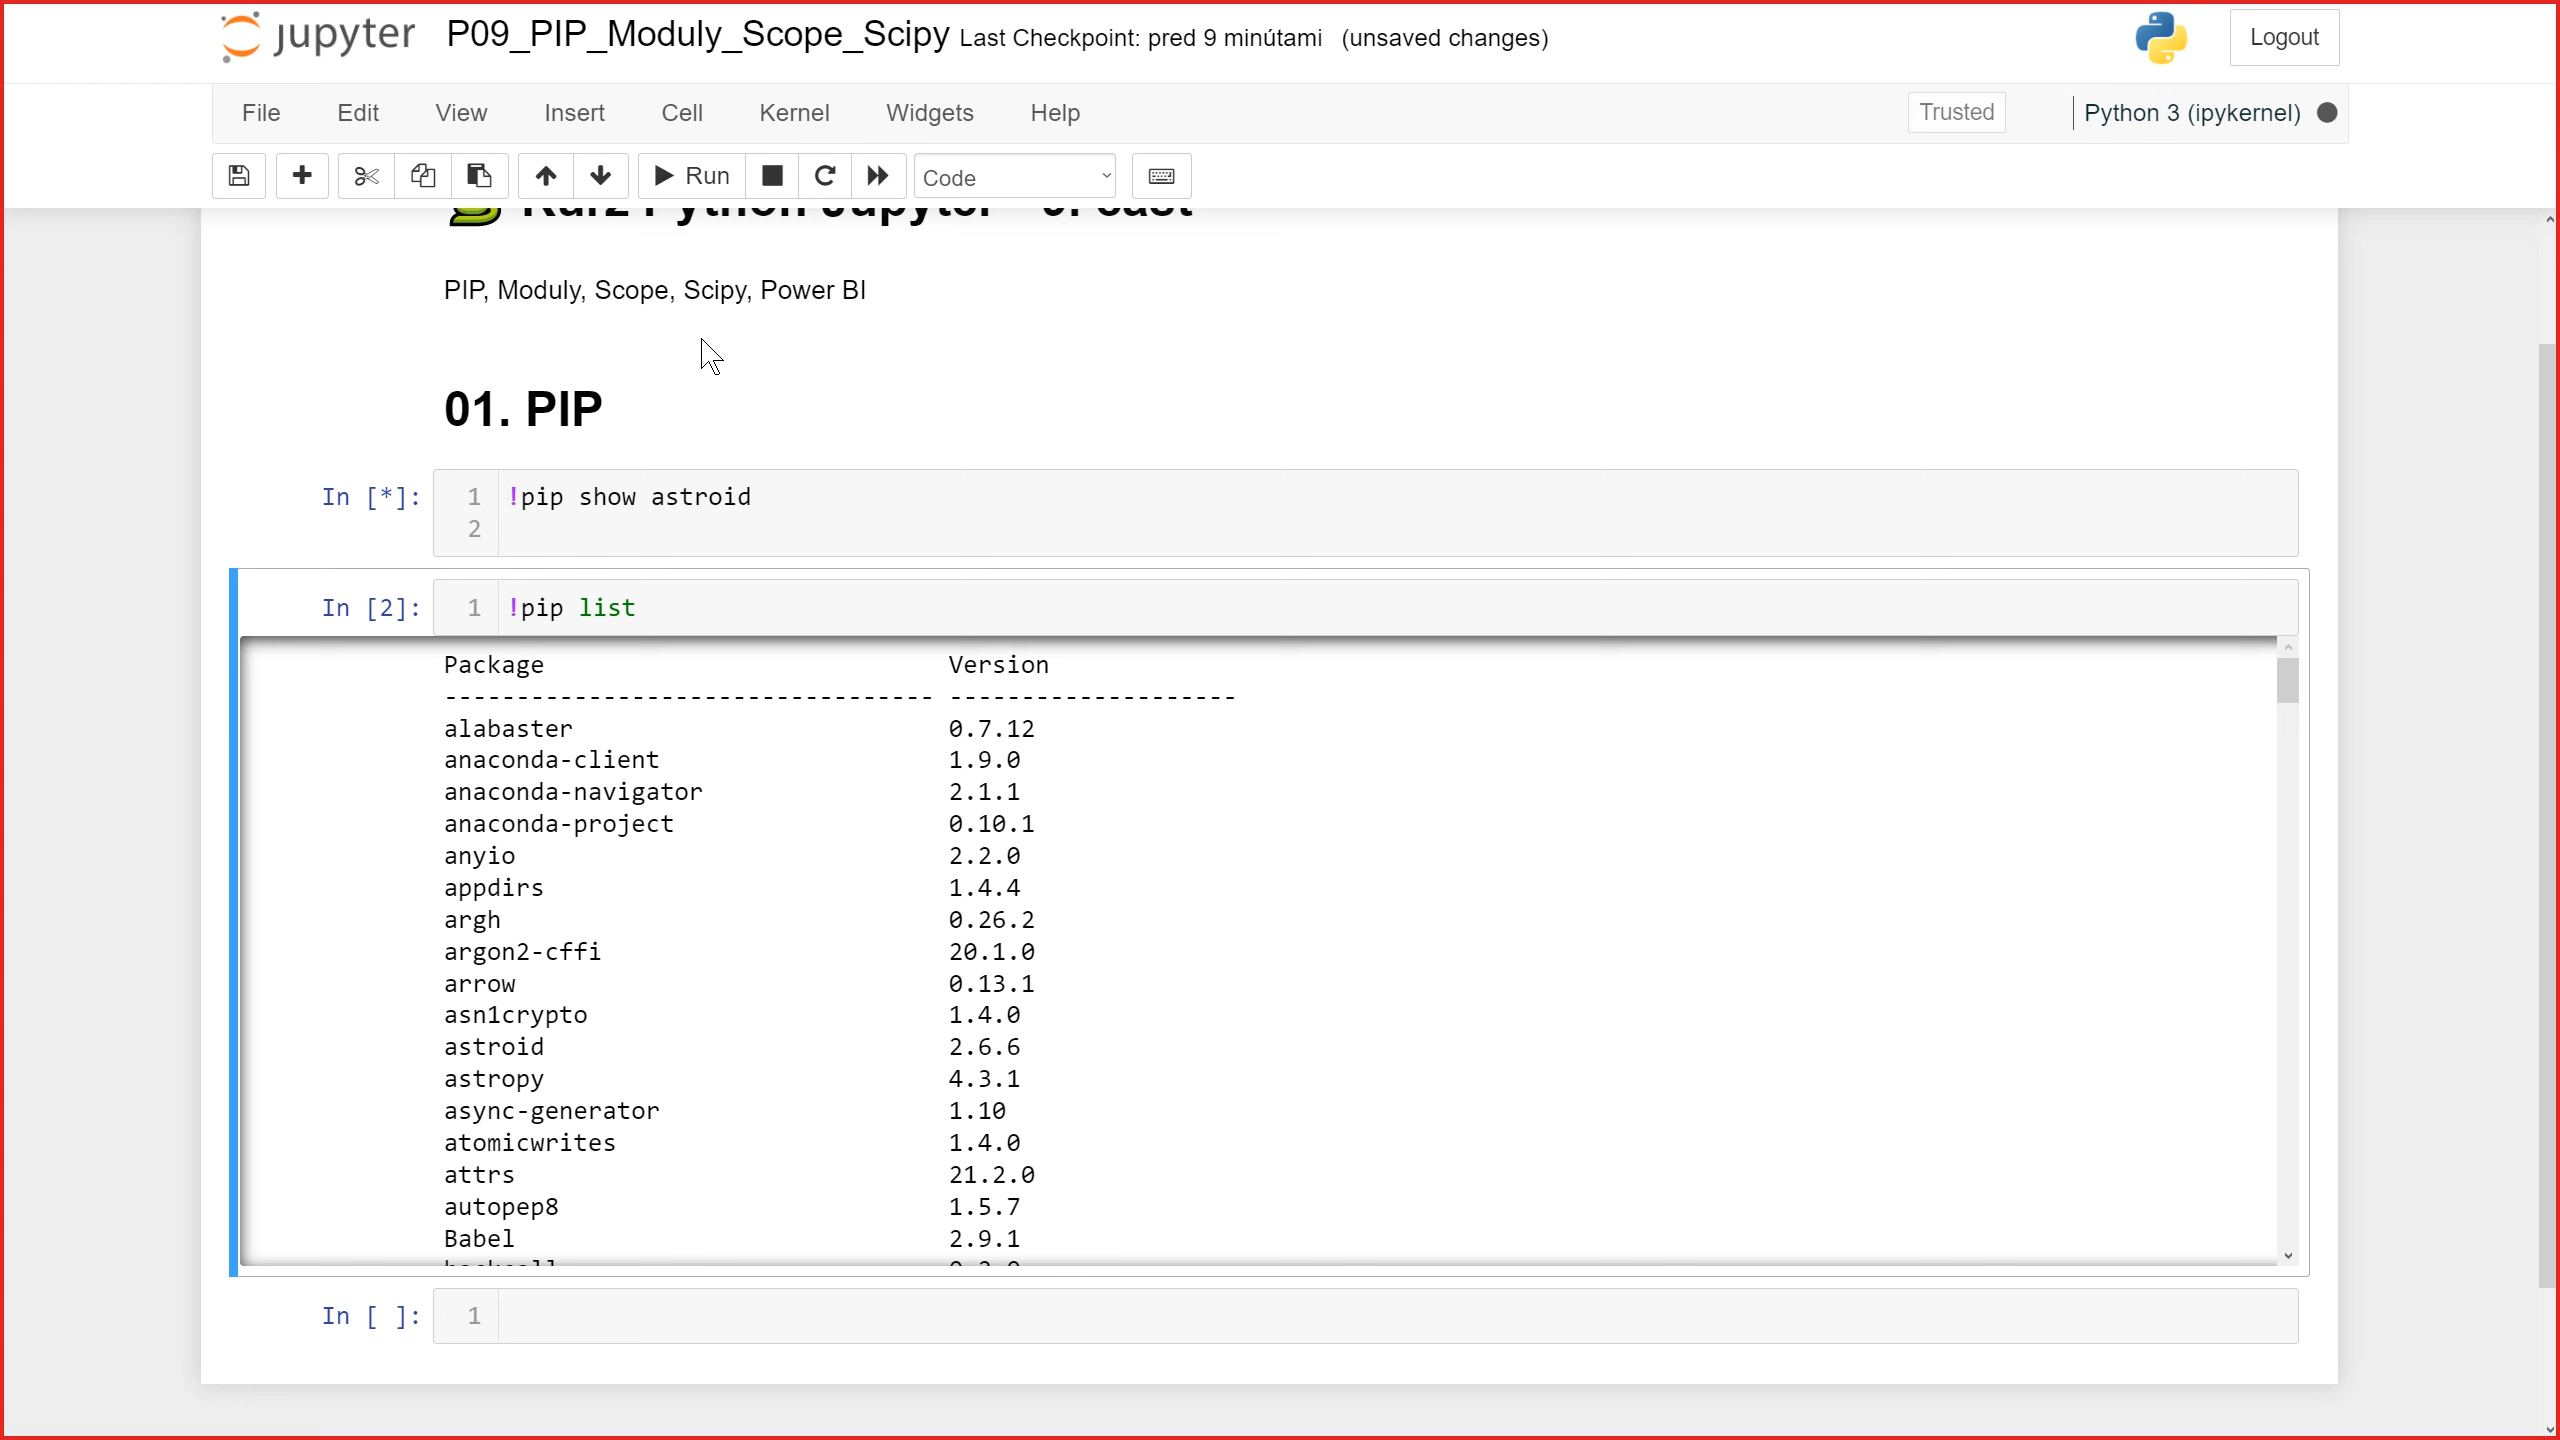 jupyter P09_PIP_Moduly_Scope_Scipy Last Checkpoint: pred 9 minútami (unsaved changes)
Logout
File Edit View Insert Cell Kernel Widgets Help
Trusted
Python 3 (ipykernel)
Run
Code
Kurz Python Jupyter
PIP, Moduly, Scope, Scipy, Power BI
01. PIP
In [*]: 1 !pip show astroid
2
In [2]: 1 !pip list
Package Version
---------------------------------- --------------------
alabaster 0.7.12
anaconda-client 1.9.0
anaconda-navigator 2.1.1
anaconda-project 0.10.1
anyio 2.2.0
appdirs 1.4.4
argh 0.26.2
argon2-cffi 20.1.0
arrow 0.13.1
asn1crypto 1.4.0
astroid 2.6.6
astropy 4.3.1
async-generator 1.10
atomicwrites 1.4.0
attrs 21.2.0
autopep8 1.5.7
Babel 2.9.1
In [ ]: 1